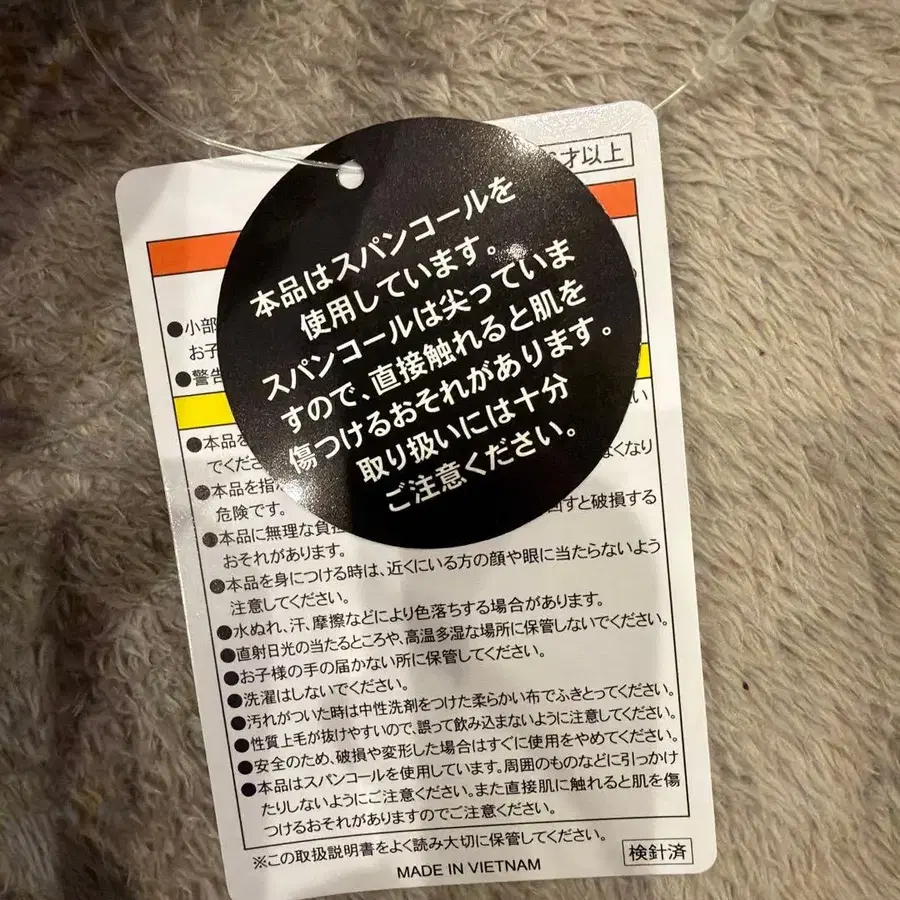 才以上
本品はスパンコールを
使用しています。
スパンコールは尖っていま
すので、直接触れると肌を
傷つけるおそれがあります。
取り扱いには十分
ご注意ください。
●小部
お子
●警告
●本品を
でくださ
●本品を指
なくなり
危険です。
●本品に無理な負担
回すと破損する
おそれがあります。
●本品を身につける時は、近くにいる方の顔や眼に当たらないよう
注意してください。
●水ぬれ、汗、摩擦などにより色落ちする場合があります。
●直射日光の当たるところや、高温多湿な場所に保管しないでください。
●お子様の手の届かない所に保管してください。
●洗濯はしないでください。
●汚れがついた時は中性洗剤をつけた柔らかい布でふきとってください。
●性質上毛が抜けやすいので、誤って飲み込まないように注意してください。
●安全のため、破損や変形した場合はすぐに使用をやめてください。
●本品はスパンコールを使用しています。周囲のものなどに引っかけ
たりしないようにご注意ください。また直接肌に触れると肌を傷
つけるおそれがありますのでご注意ください。
※この取扱説明書をよく読み大切に保管してください。
検針済
MADE IN VIETNAM